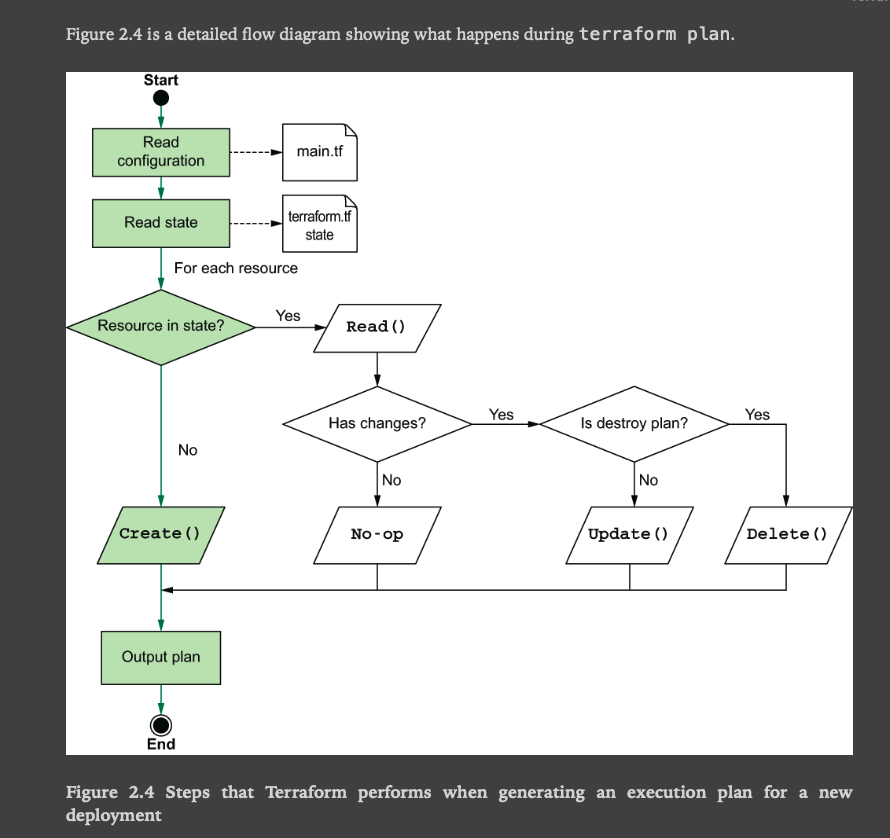 Figure 2.4 is a detailed flow diagram showing what happens during terraform plan.
Start
Read
configuration
main.tf
Read state
terraform.tf
state
For each resource
Resource in state?
Yes
Read()
Has changes?
Yes
Is destroy plan?
Yes
No
No
No
Create()
No-op
Update()
Delete()
Output plan
End
Figure 2.4 Steps that Terraform performs when generating an execution plan for a new
deployment